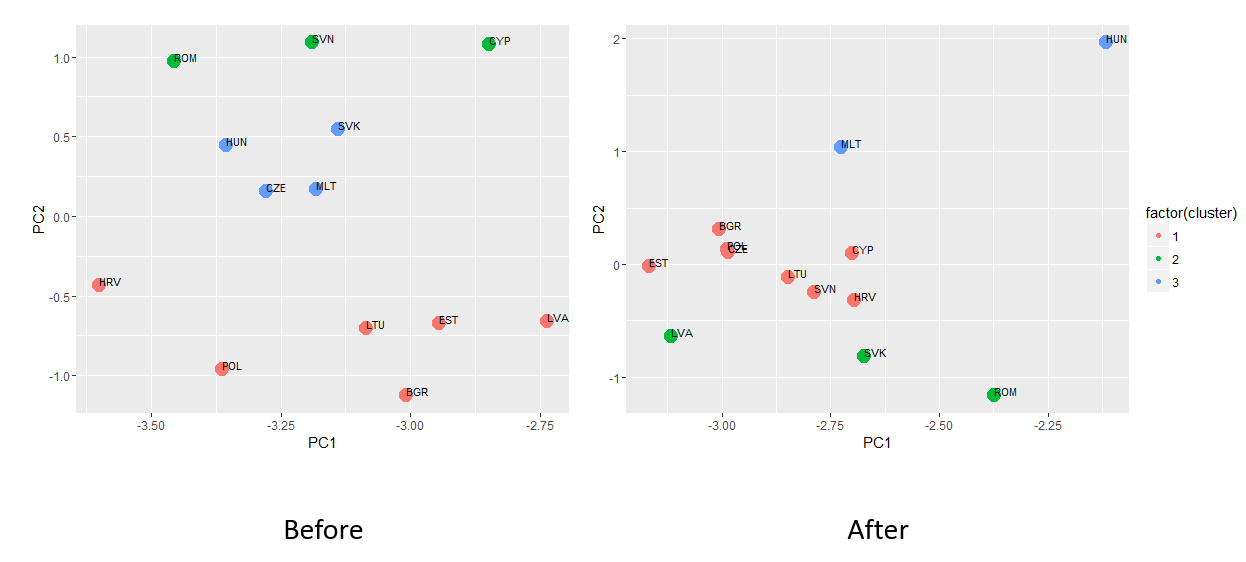 SVN
CYP
1.0
ROM
0.5
SVK
HUN
CZE
MLT
PC2
0.0
HRV
-0.5
LTU
EST
LVA
POL
-1.0
BGR
-3.50
-3.25
-3.00
-2.75
PC1
Before
2
HUN
1
MLT
BGR
POL
CZE
CYP
PC2
0
EST
LTU
SVN
HRV
LVA
SVK
-1
ROM
-3.00
-2.75
-2.50
-2.25
PC1
After
factor(cluster)
1
2
3